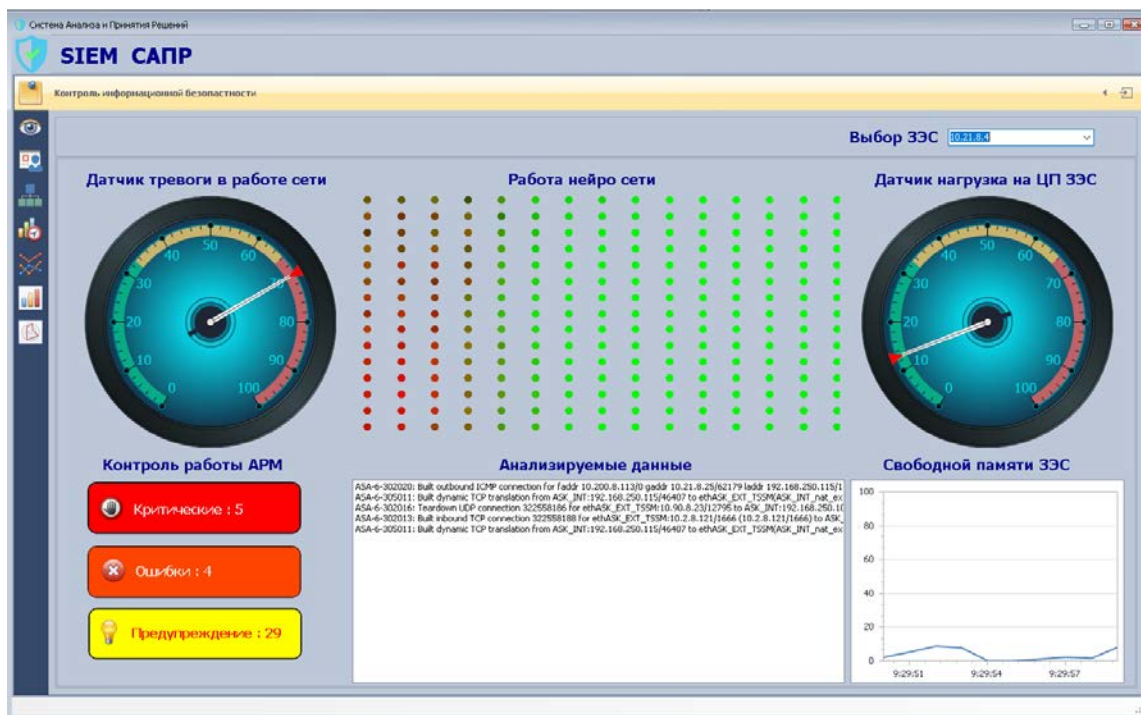 Система Анализа и Принятия Решений
SIEM САПР
Контроль информационной безопастности
Выбор ЗЭС 10.21.8.4
Датчик тревоги в работе сети
Работа нейро сети
Датчик нагрузка на ЦП ЗЭС
0 10 20 30 40 50 60 70 80 90 100
0 10 20 30 40 50 60 70 80 90 100
Контроль работы АРМ
Критические : 5
Ошибки : 4
Предупреждение : 29
Анализируемые данные
ASA-6-302020: Built outbound ICMP connection for faddr 10.200.8.113/0 gaddr 10.21.8.25/62179 laddr 192.168.250.115/1
ASA-6-305011: Built dynamic TCP translation from ASK_INT:192.168.250.115/46407 to ethASK_EXT_TSSM(ASK_INT_nat_ex
ASA-6-302016: Teardown UDP connection 322558186 for ethASK_EXT_TSSM:10.90.8.23/12795 to ASK_INT:192.168.250.10
ASA-6-302013: Built inbound TCP connection 322558188 for ethASK_EXT_TSSM:10.2.8.121/1666 (10.2.8.121/1666) to ASK_
ASA-6-305011: Built dynamic TCP translation from ASK_INT:192.168.250.115/46407 to ethASK_EXT_TSSM(ASK_INT_nat_ex
Свободной памяти ЗЭС
100
80
60
40
20
0
9:29:51 9:29:54 9:29:57